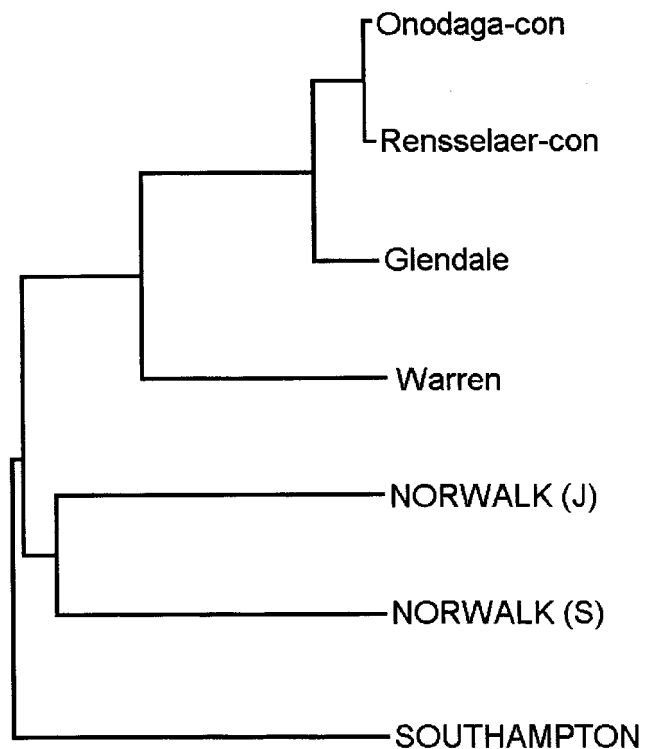 Onodaga-con
Rensselaer-con
Glendale
Warren
NORWALK (J)
NORWALK (S)
SOUTHAMPTON